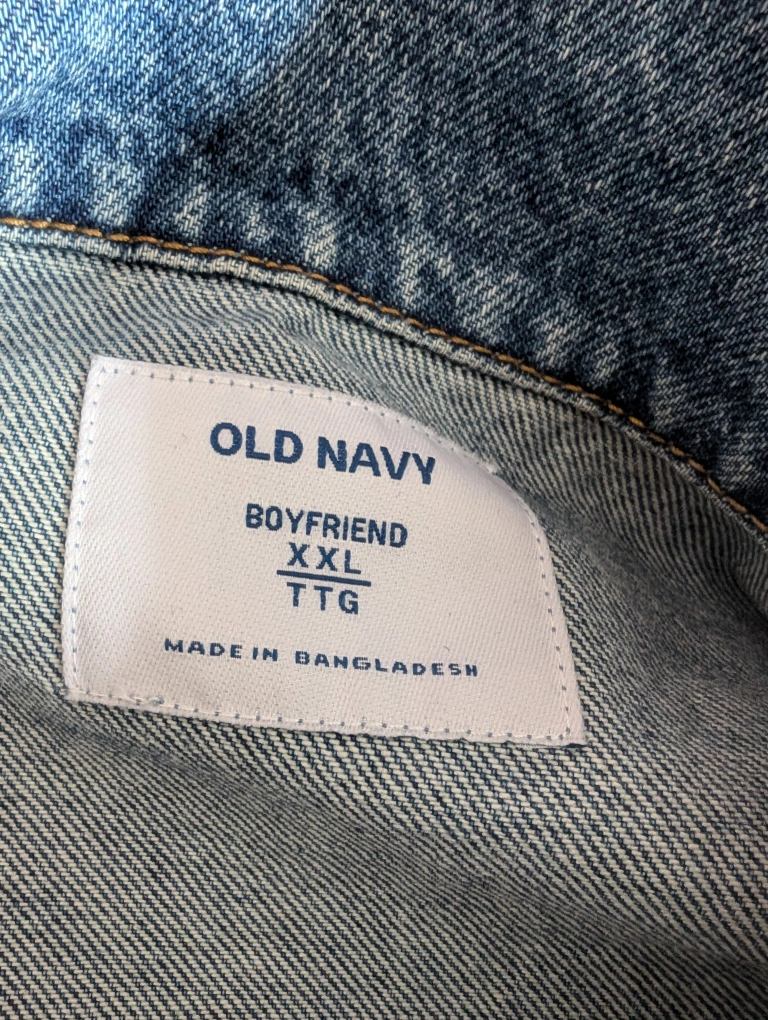 OLD NAVY
BOYFRIEND
XXL
TTG
MADE IN BANGLADESH